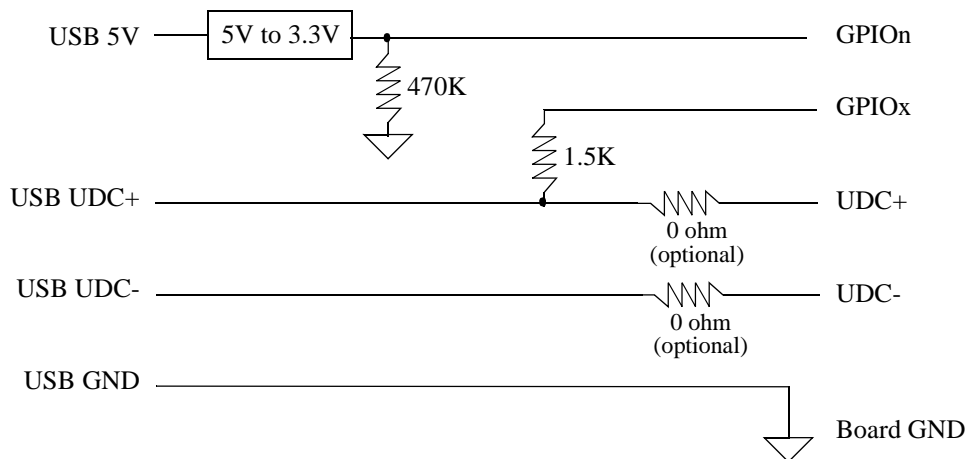 USB 5V
5V to 3.3V
GPIOn
470K
GPIOx
1.5K
USB UDC+
UDC+
0 ohm
(optional)
USB UDC-
UDC-
0 ohm
(optional)
USB GND
Board GND